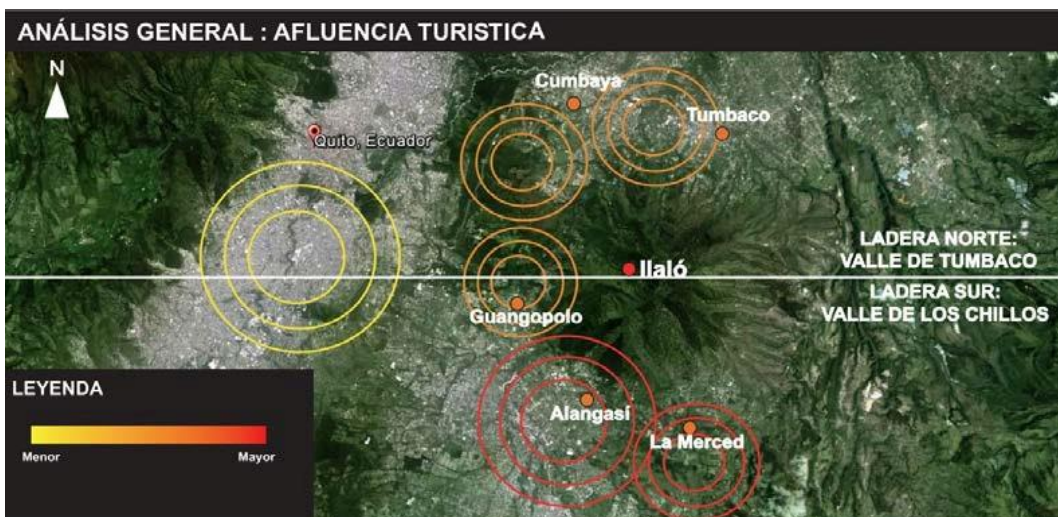 ANÁLISIS GENERAL : AFLUENCIA TURISTICA
N
Cumbaya
Tumbaco
Quito, Ecuador
LADERA NORTE:
VALLE DE TUMBACO
Ilaló
LADERA SUR:
VALLE DE LOS CHILLOS
Guangopolo
LEYENDA
Alangasí
La Merced
Menor
Mayor